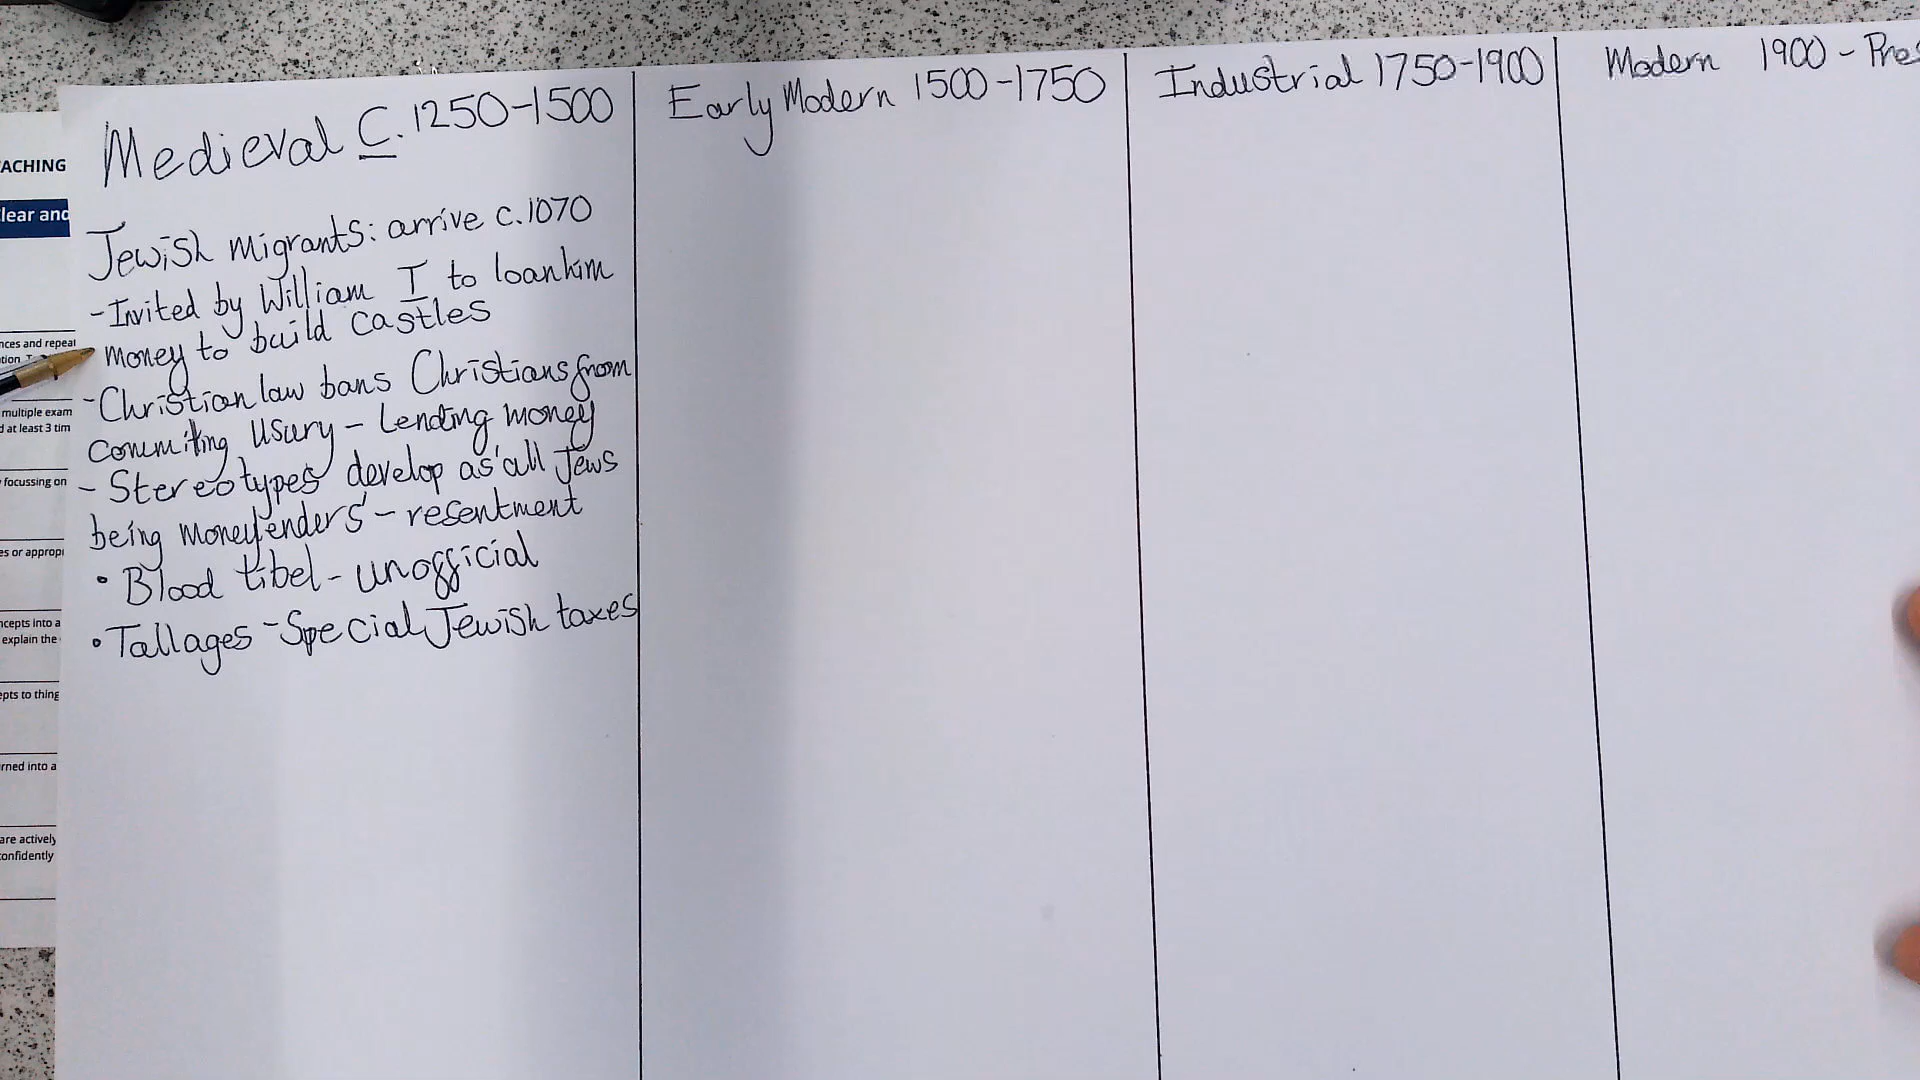 Medieval C. 1250-1500
Jewish migrants: arrive c.1070
- Invited by William I to loan him
money to build castles
- Christian law bans Christians from
commiting Usury - Lending money
- Stereotypes develop as 'all Jews
being moneylenders' - resentment
• Blood libel - unofficial
• Tallages - Special Jewish taxes
Early Modern 1500-1750
Industrial 1750-1900
Modern 1900 - Pres
ACHING
lear and
nces and repeat
tion. T
multiple exam
d at least 3 tim
focussing on
es or appropr
ncepts into a
explain the
epts to thing
rned into a
are actively
confidently